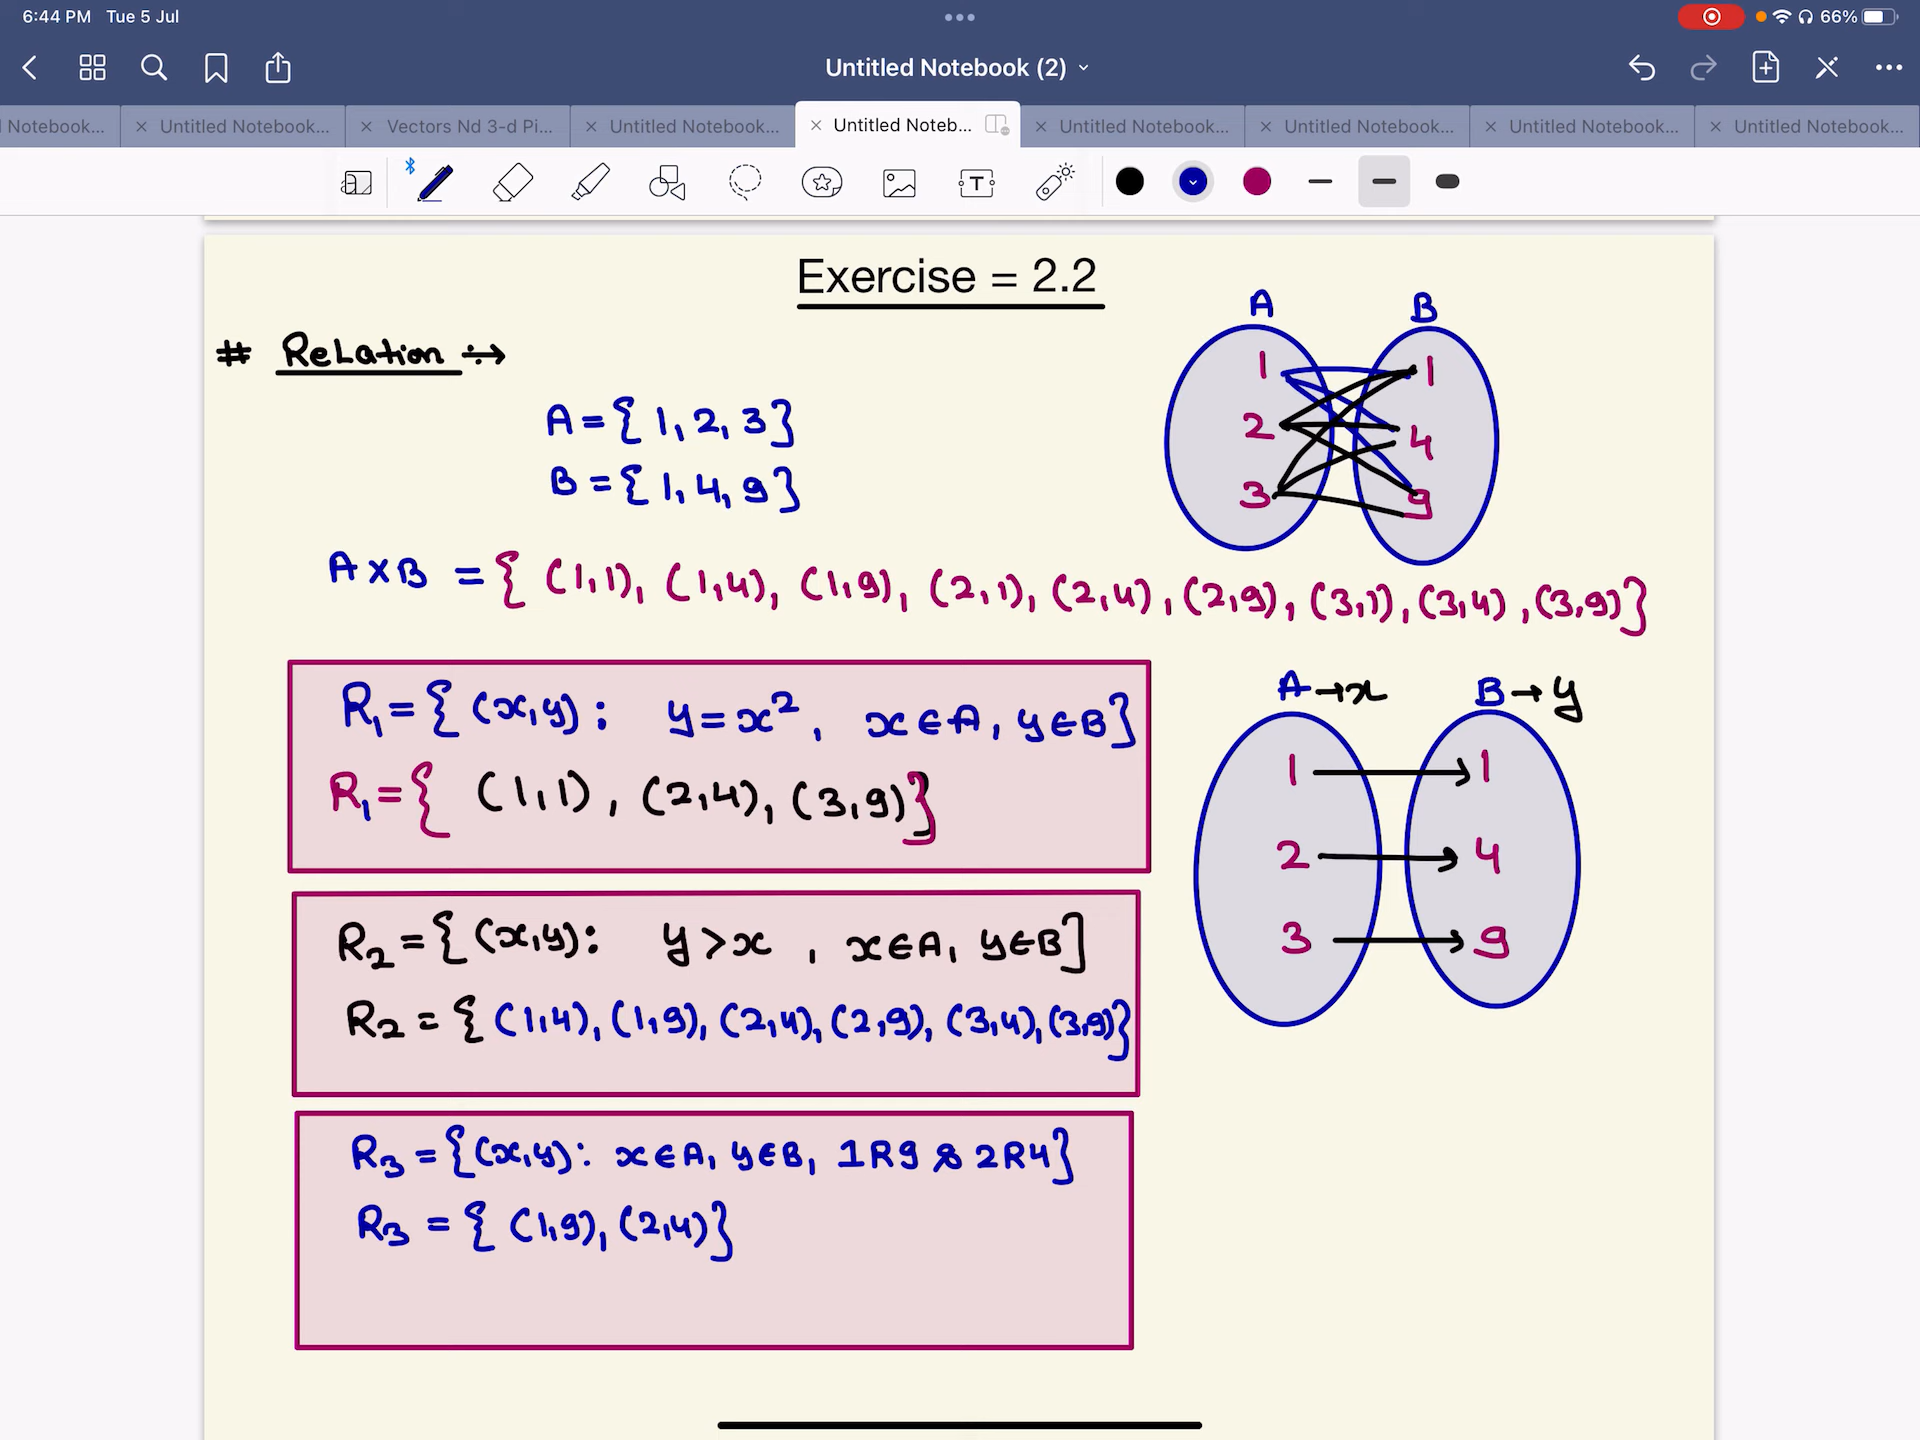 6:44 PM Tue 5 Jul
66%
Untitled Notebook (2)
l Notebook... Untitled Notebook... Vectors Nd 3-d Pi... Untitled Notebook... Untitled Noteb... Untitled Notebook... Untitled Notebook... Untitled Notebook... Untitled Notebook...
Exercise = 2.2
# Relation ÷→
A = { 1, 2, 3 }
B = { 1, 4, 9 }
A B
1 1
2 4
3 9
A × B = { (1,1), (1,4), (1,9), (2,1), (2,4), (2,9), (3,1), (3,4), (3,9) }
R₁ = { (x,y) : y = x², x ∈ A, y ∈ B }
R₁ = { (1,1), (2,4), (3,9) }
A → x B → y
1 → 1
2 → 4
3 → 9
R₂ = { (x,y) : y > x , x ∈ A, y ∈ B }
R₂ = { (1,4), (1,9), (2,4), (2,9), (3,4), (3,9) }
R₃ = { (x,y) : x ∈ A, y ∈ B, 1R9 & 2R4 }
R₃ = { (1,9), (2,4) }